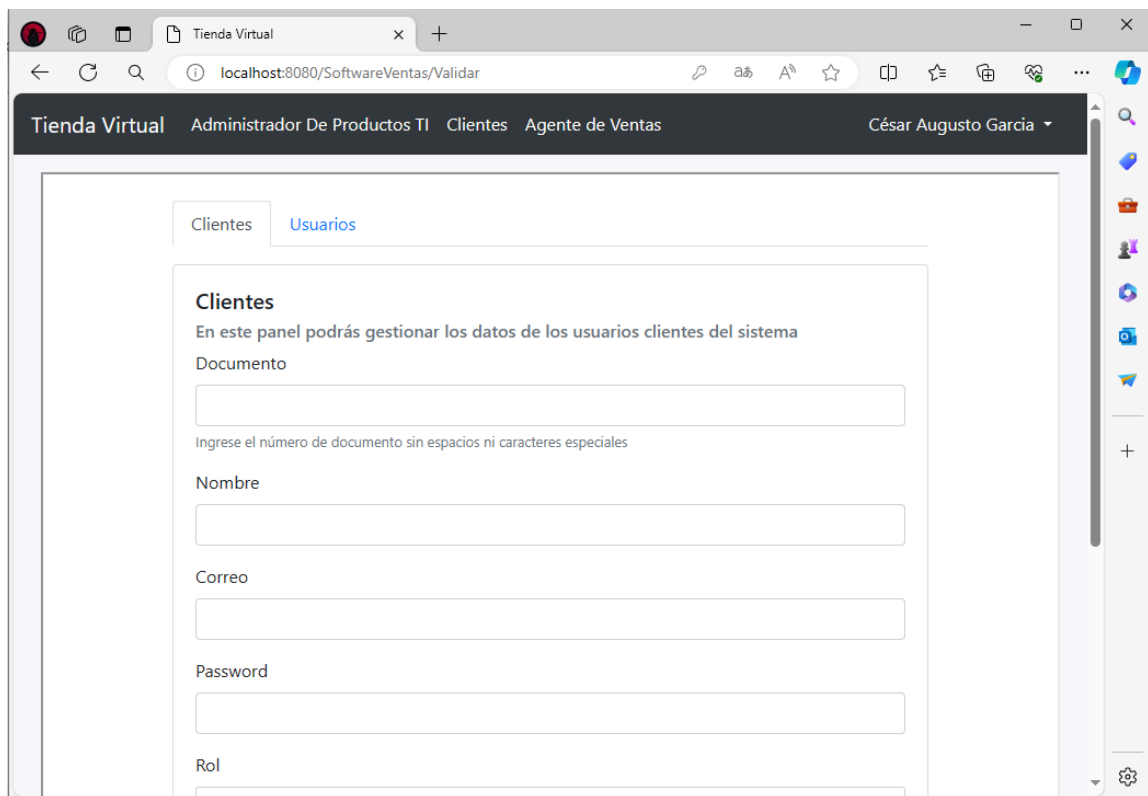 Tienda Virtual
localhost:8080/SoftwareVentas/Validar
Tienda Virtual Administrador De Productos TI Clientes Agente de Ventas César Augusto Garcia
Clientes Usuarios
Clientes
En este panel podrás gestionar los datos de los usuarios clientes del sistema
Documento
Ingrese el número de documento sin espacios ni caracteres especiales
Nombre
Correo
Password
Rol